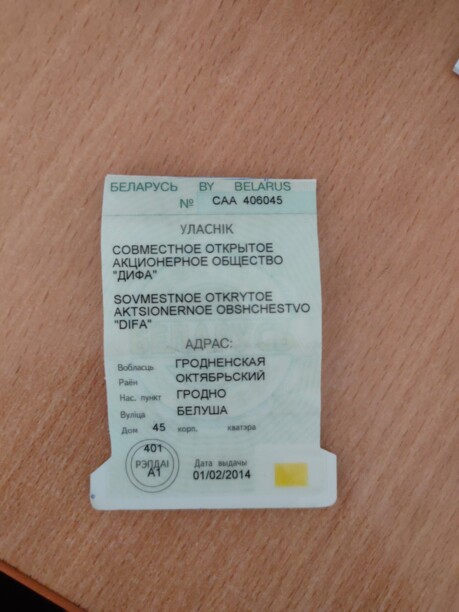 БЕЛАРУСЬ BY BELARUS
№ САА 406045
УЛАСНІК
СОВМЕСТНОЕ ОТКРЫТОЕ
АКЦИОНЕРНОЕ ОБЩЕСТВО
"ДИФА"
SOVMESTNOE OTKRYTOE
AKTSIONERNOE OBSHCHESTVO
"DIFA"
АДРАС:
Вобласць ГРОДНЕНСКАЯ
Раён ОКТЯБРЬСКИЙ
Нас. пункт ГРОДНО
Вуліца БЕЛУША
Дом 45 корп. кватэра
401
РЭПДАІ
А1
Дата выдачы
01/02/2014